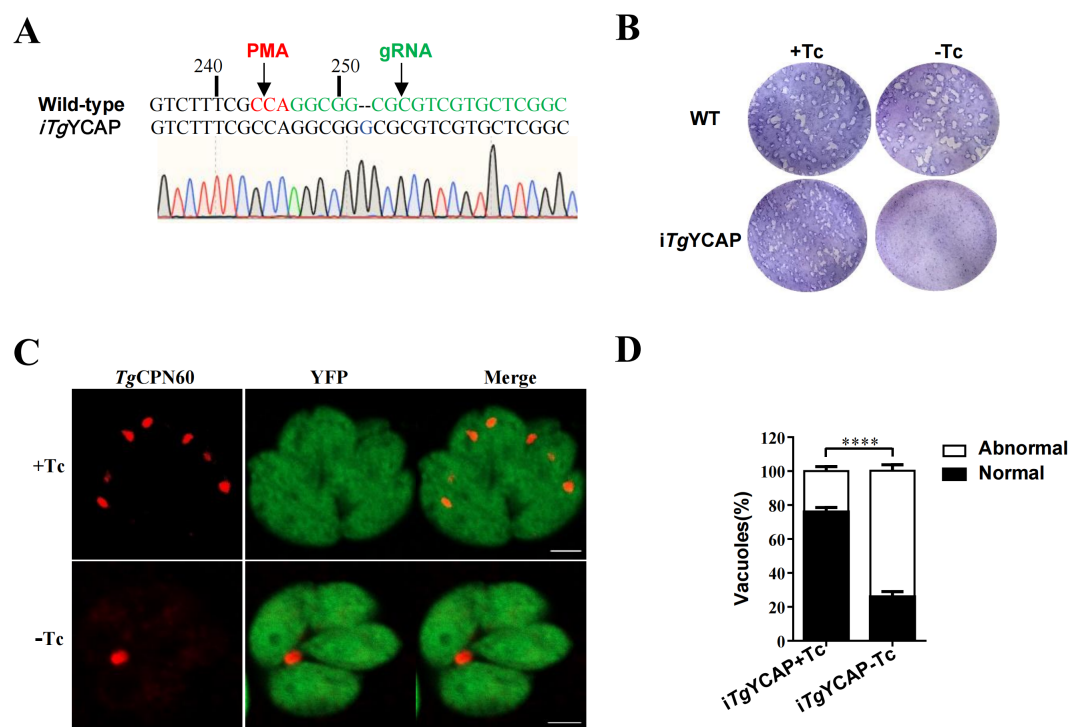 A
PMA
gRNA
240
250
Wild-type
GTCTTTCGCCCAGGCGG--CGCGTCGTGCTCGGC
iTgYCAP
GTCTTTCGCCAGGCGGGCGCGTCGTGCTCGGC
B
+Tc
-Tc
WT
iTgYCAP
C
TgCPN60
YFP
Merge
+Tc
-Tc
D
120
100
80
60
40
20
0
Vacuoles(%)
****
Abnormal
Normal
iTgYCAP+Tc
iTgYCAP-Tc